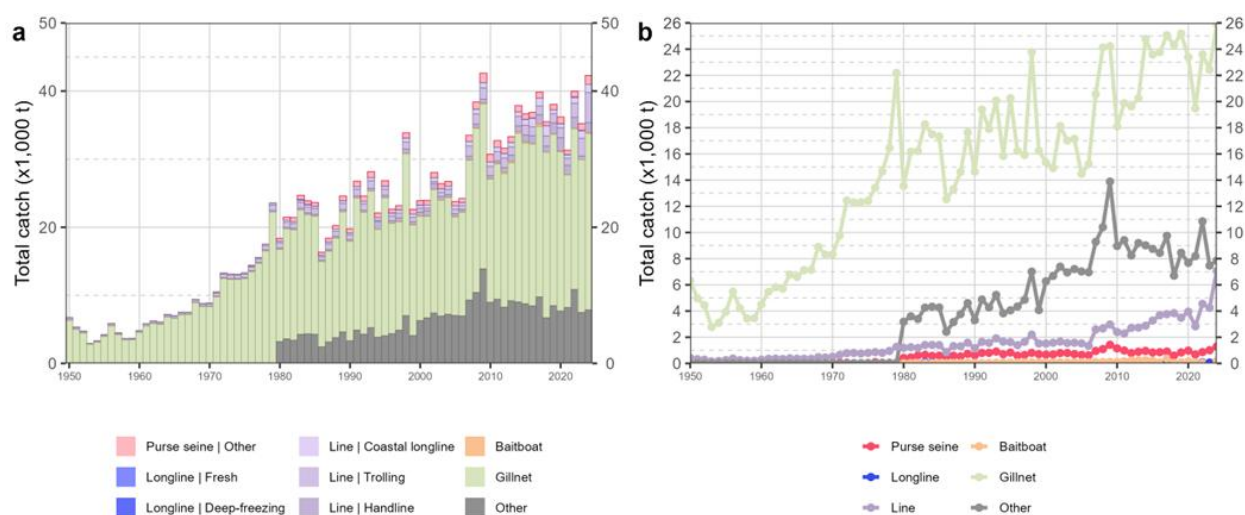 a
Total catch (x1,000 t)
50
40
30
20
10
0
50
40
20
0
1950 1960 1970 1980 1990 2000 2010 2020
Purse seine | Other
Longline | Fresh
Longline | Deep-freezing
Line | Coastal longline
Line | Trolling
Line | Handline
Baitboat
Gillnet
Other
b
Total catch (x1,000 t)
26
24
22
20
18
16
14
12
10
8
6
4
2
0
26
24
22
20
18
16
14
12
10
8
6
4
2
0
1950 1960 1970 1980 1990 2000 2010 2020
Purse seine
Longline
Line
Baitboat
Gillnet
Other